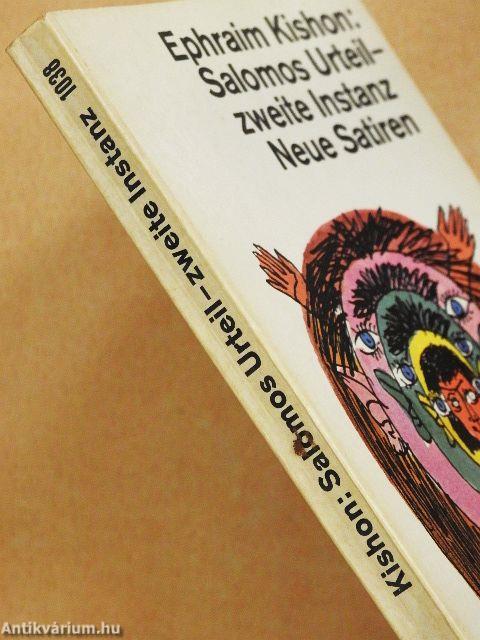 Ephraim Kishon:
Salomos Urteil–
zweite Instanz
Neue Satiren
Kishon: Salomos Urteil – zweite Instanz 1038
Antikvárium.hu